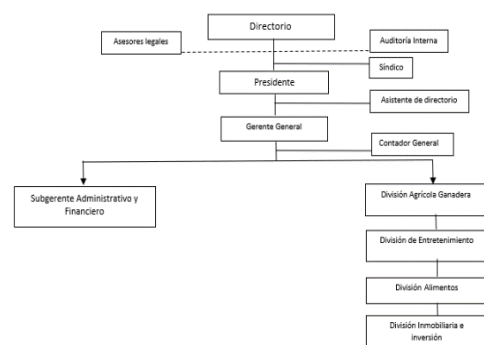 Directorio
Asesores legales
Auditoría Interna
Síndico
Presidente
Asistente de directorio
Gerente General
Contador General
Subgerente Administrativo y
Financiero
División Agrícola Ganadera
División de Entretenimiento
División Alimentos
División Inmobiliaria e
inversión